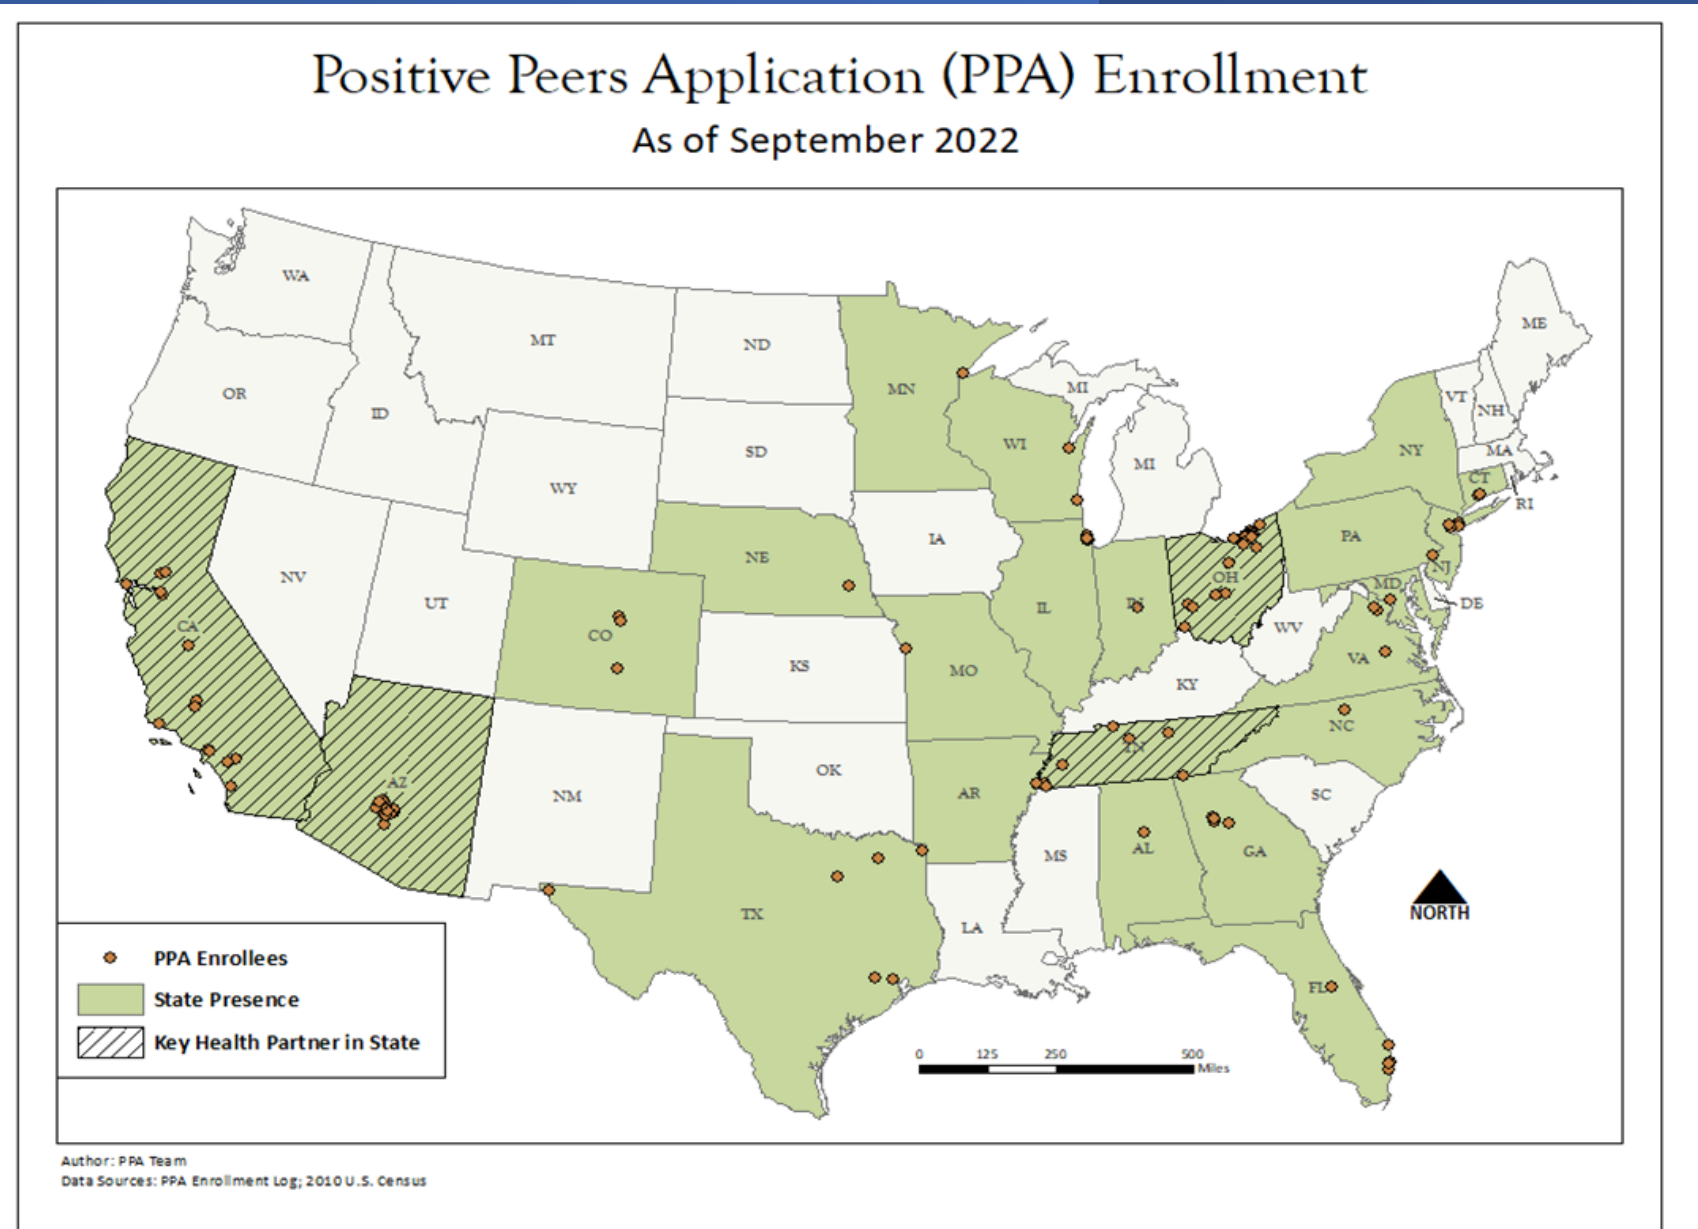 Positive Peers Application (PPA) Enrollment
As of September 2022
WA
MT
ND
ME
OR
ID
MN
MI
VT
NH
SD
WI
MI
NY
MA
WY
CT
RI
NE
IA
PA
NV
UT
OH
NJ
MD
DE
CA
CO
IL
IN
WV
KS
MO
VA
KY
NC
TN
AZ
NM
OK
AR
SC
MS
AL
GA
TX
LA
NORTH
FL
PPA Enrollees
State Presence
Key Health Partner in State
0 125 250 500
Miles
Author: PPA Team
Data Sources: PPA Enrollment Log; 2010 U.S. Census